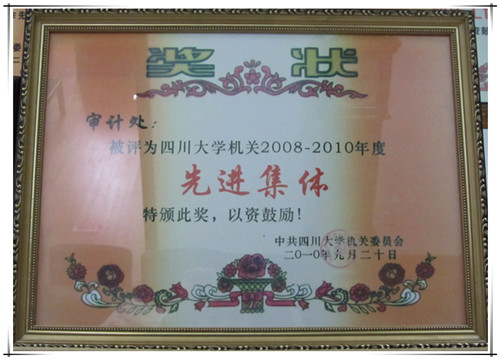 奖状
审计处：
被评为四川大学机关2008-2010年度
先进集体
特颁此奖，以资鼓励！
中共四川大学机关委员会
二〇一〇年九月二十日